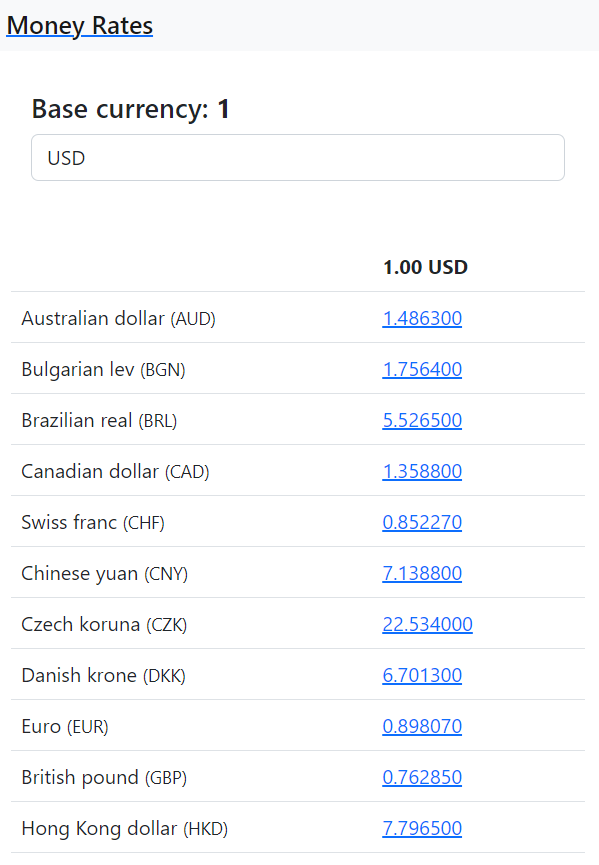 Money Rates
Base currency: 1
USD
1.00 USD
Australian dollar (AUD) 1.486300
Bulgarian lev (BGN) 1.756400
Brazilian real (BRL) 5.526500
Canadian dollar (CAD) 1.358800
Swiss franc (CHF) 0.852270
Chinese yuan (CNY) 7.138800
Czech koruna (CZK) 22.534000
Danish krone (DKK) 6.701300
Euro (EUR) 0.898070
British pound (GBP) 0.762850
Hong Kong dollar (HKD) 7.796500